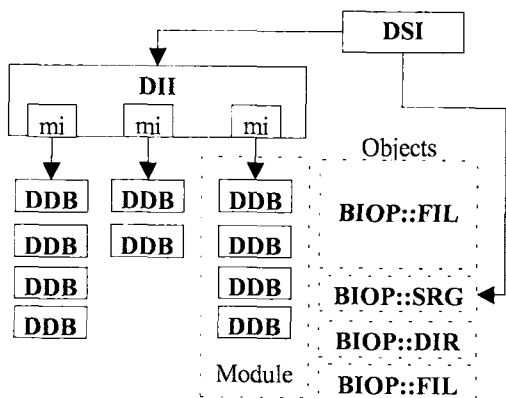 DSI
DII
mi mi mi
Objects
DDB DDB DDB BIOP::FIL
DDB DDB DDB
DDB DDB BIOP::SRG
DDB DDB BIOP::DIR
Module BIOP::FIL